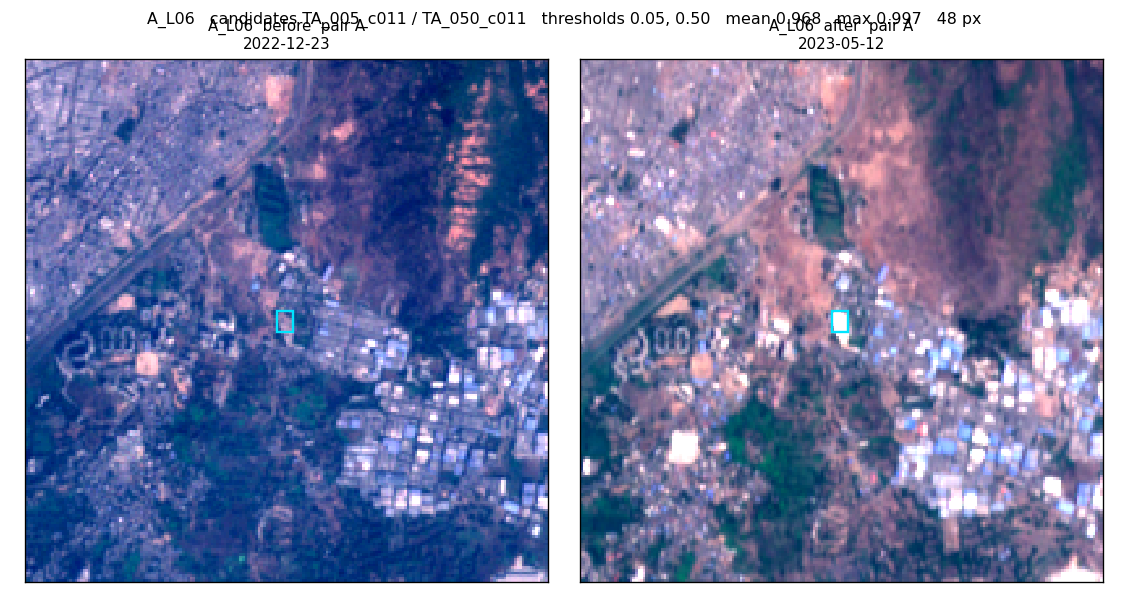 A_L06   candidates TA_005_c011 / TA_050_c011   thresholds 0.05, 0.50   mean 0.968   max 0.997   48 px
A_L06  before  pair A
2022-12-23
A_L06  after  pair A
2023-05-12